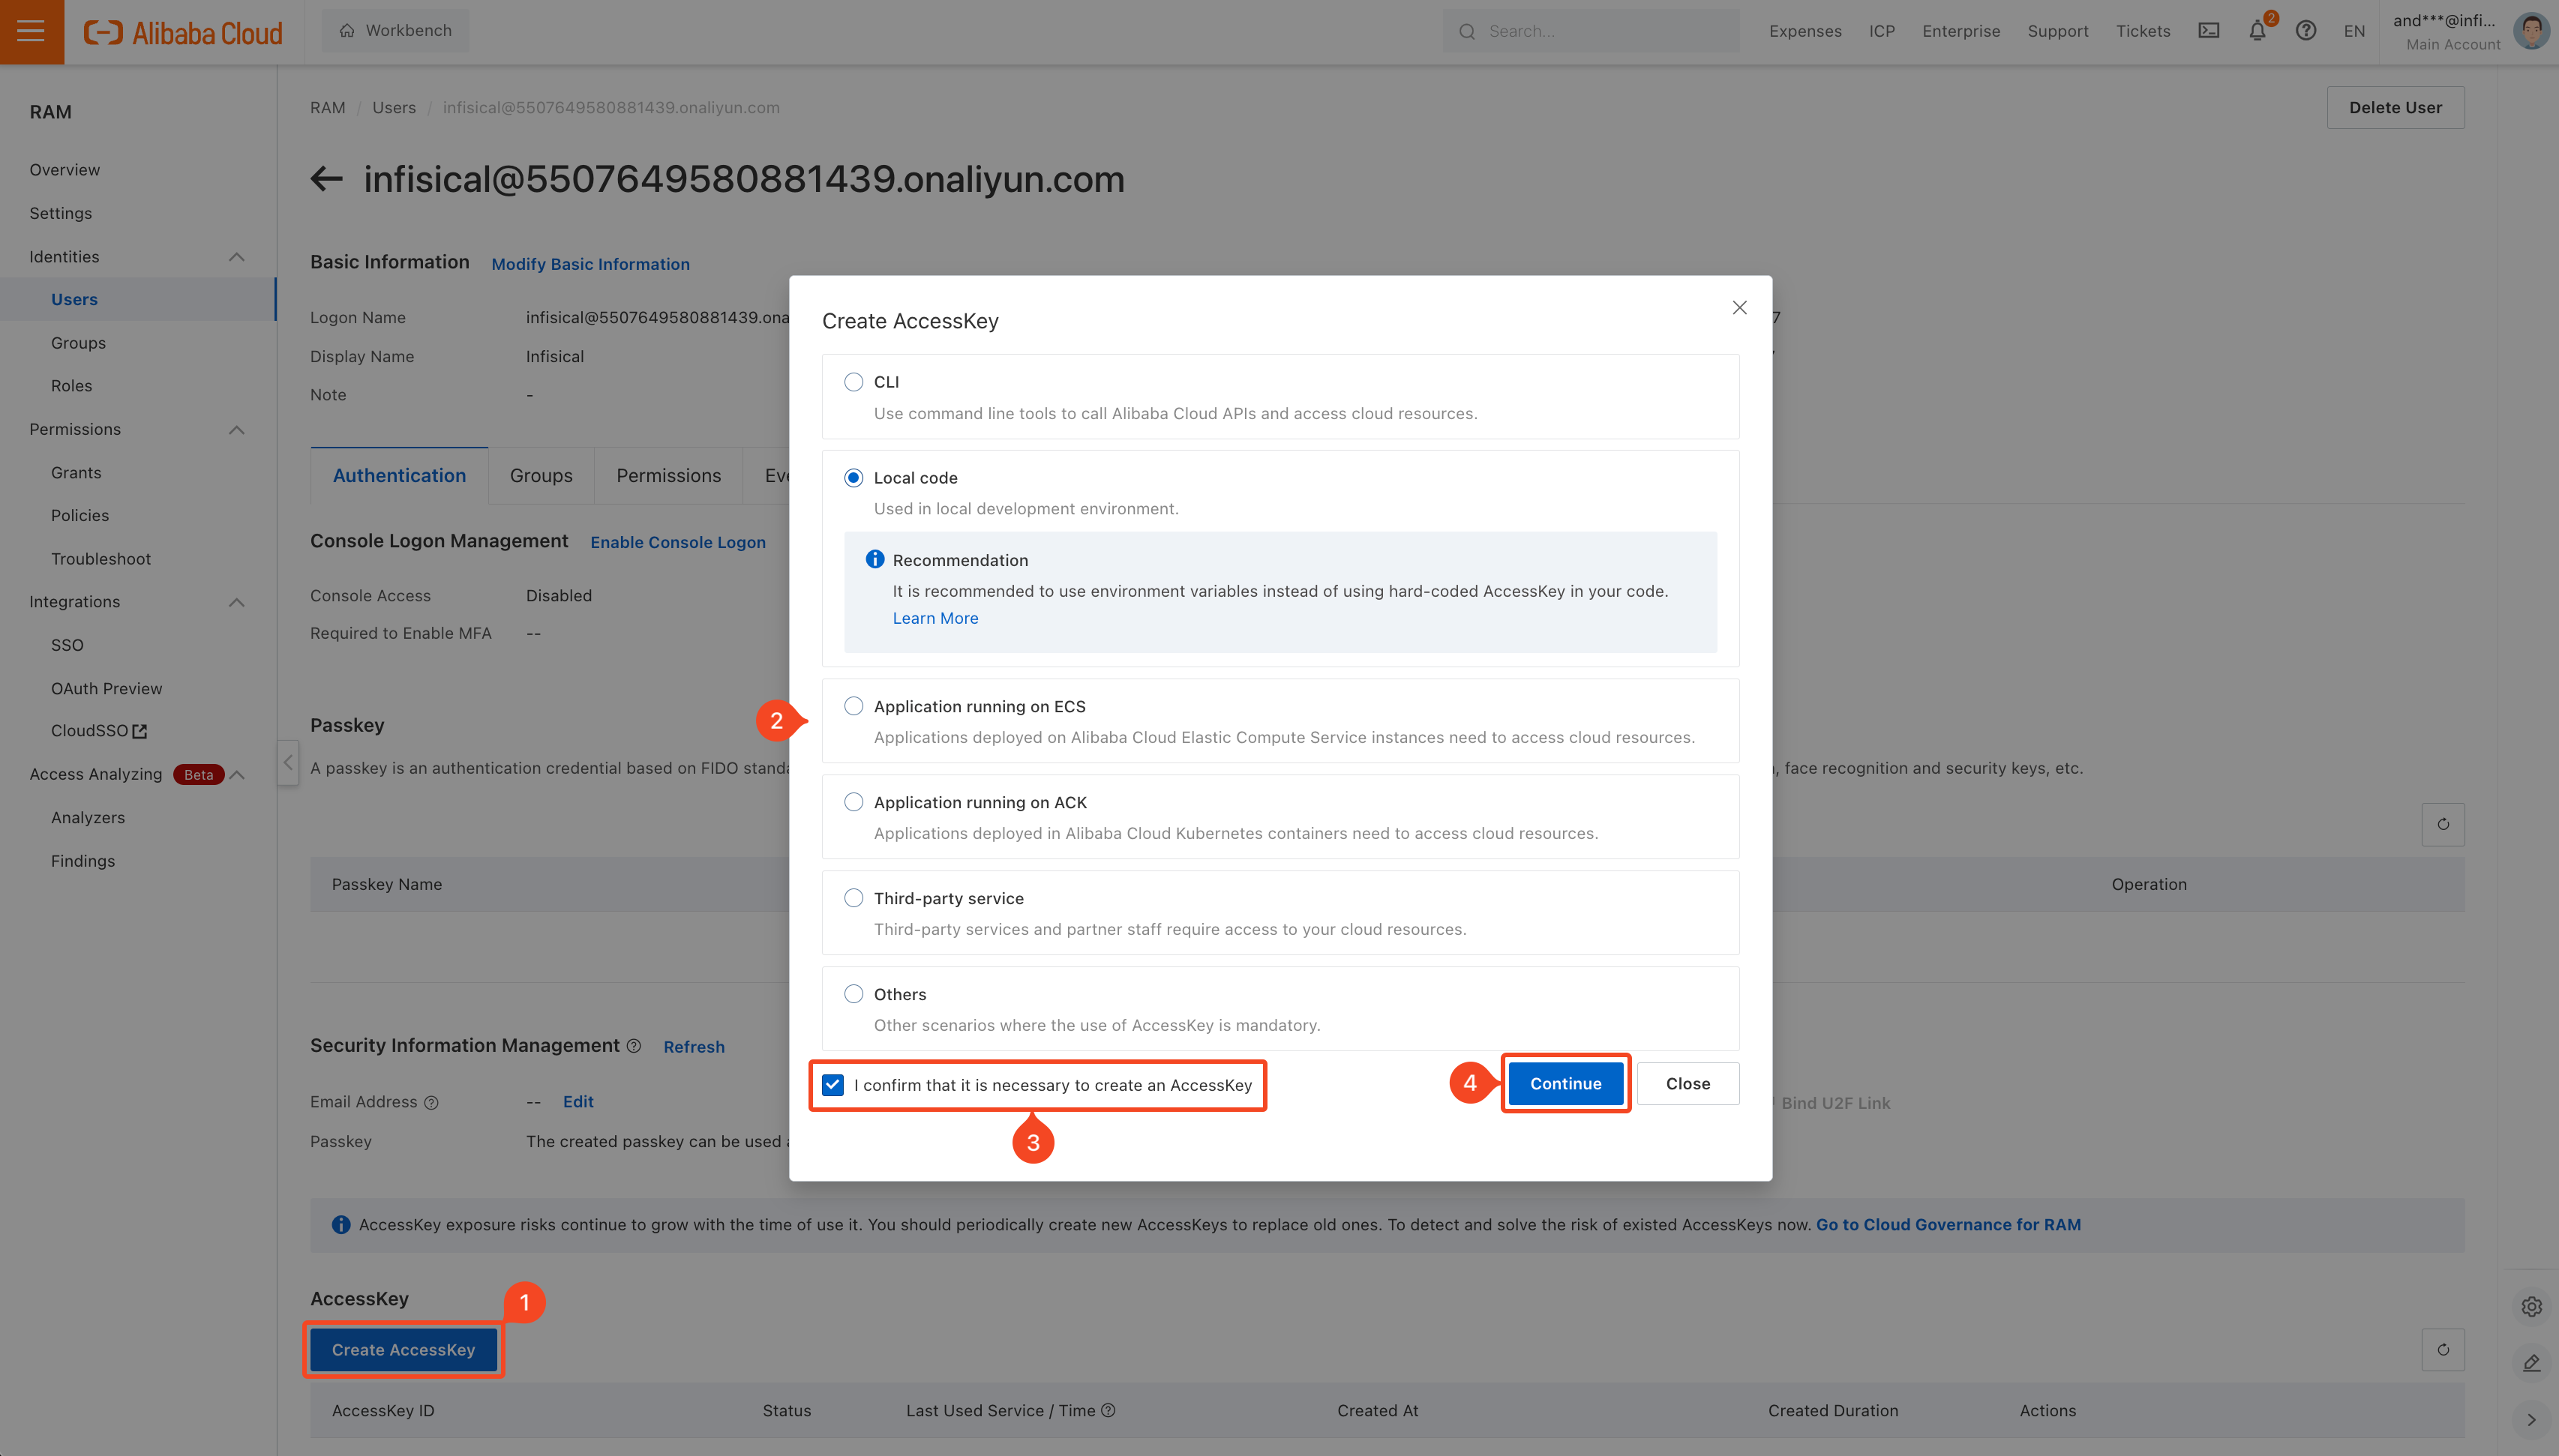 Alibaba Cloud
Workbench
Search...
Expenses
ICP
Enterprise
Support
Tickets
2
EN
and***@infi...
Main Account
RAM
Overview
Settings
Identities
Users
Groups
Roles
Permissions
Grants
Policies
Troubleshoot
Integrations
SSO
OAuth Preview
CloudSSO
Access Analyzing Beta
Analyzers
Findings
RAM / Users / infisical@5507649580881439.onaliyun.com
Delete User
infisical@5507649580881439.onaliyun.com
Basic Information Modify Basic Information
Logon Name infisical@5507649580881439.ona
7
Display Name Infisical
Note -
Authentication Groups Permissions Eve
Console Logon Management Enable Console Logon
Console Access Disabled
Required to Enable MFA --
Passkey
A passkey is an authentication credential based on FIDO standa
, face recognition and security keys, etc.
Passkey Name
Operation
Security Information Management Refresh
Email Address -- Edit
Bind U2F Link
Passkey The created passkey can be used
AccessKey exposure risks continue to grow with the time of use it. You should periodically create new AccessKeys to replace old ones. To detect and solve the risk of existed AccessKeys now. Go to Cloud Governance for RAM
AccessKey
1
Create AccessKey
AccessKey ID Status Last Used Service / Time Created At Created Duration Actions
Create AccessKey
CLI
Use command line tools to call Alibaba Cloud APIs and access cloud resources.
Local code
Used in local development environment.
Recommendation
It is recommended to use environment variables instead of using hard-coded AccessKey in your code.
Learn More
2
Application running on ECS
Applications deployed on Alibaba Cloud Elastic Compute Service instances need to access cloud resources.
Application running on ACK
Applications deployed in Alibaba Cloud Kubernetes containers need to access cloud resources.
Third-party service
Third-party services and partner staff require access to your cloud resources.
Others
Other scenarios where the use of AccessKey is mandatory.
I confirm that it is necessary to create an AccessKey
3
4
Continue
Close